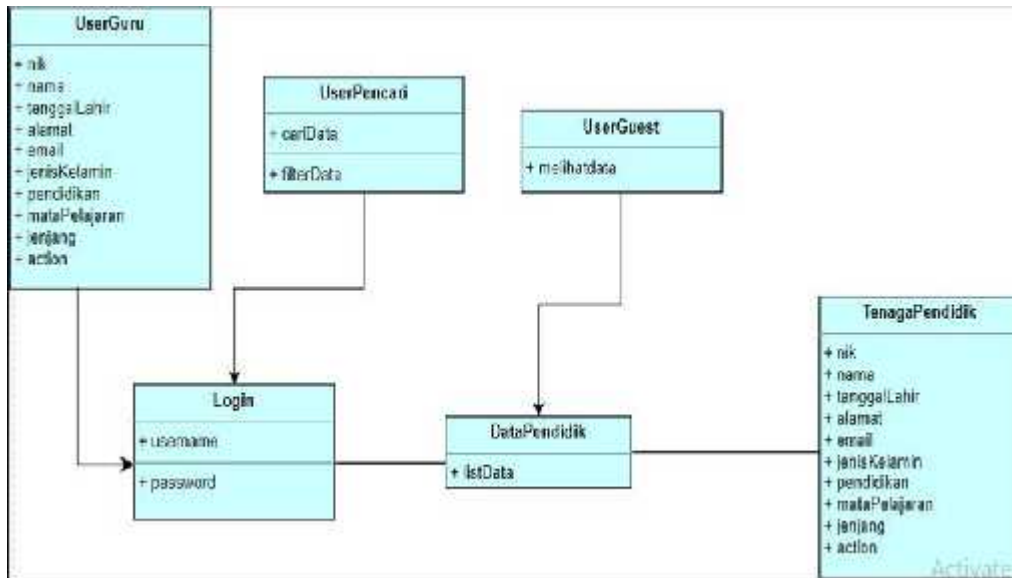 UserGuru
+ nik
+ nama
+ tanggalLahir
+ alamat
+ email
+ jenisKelamin
+ pendidikan
+ mataPelajaran
+ jenjang
+ action
UserPencari
+ cariData
+ filterData
UserGuest
+ melihatdata
Login
+ username
+ password
DataPendidik
+ listData
TenagaPendidik
+ nik
+ nama
+ tanggalLahir
+ alamat
+ email
+ jenisKelamin
+ pendidikan
+ mataPelajaran
+ jenjang
+ action
Activate